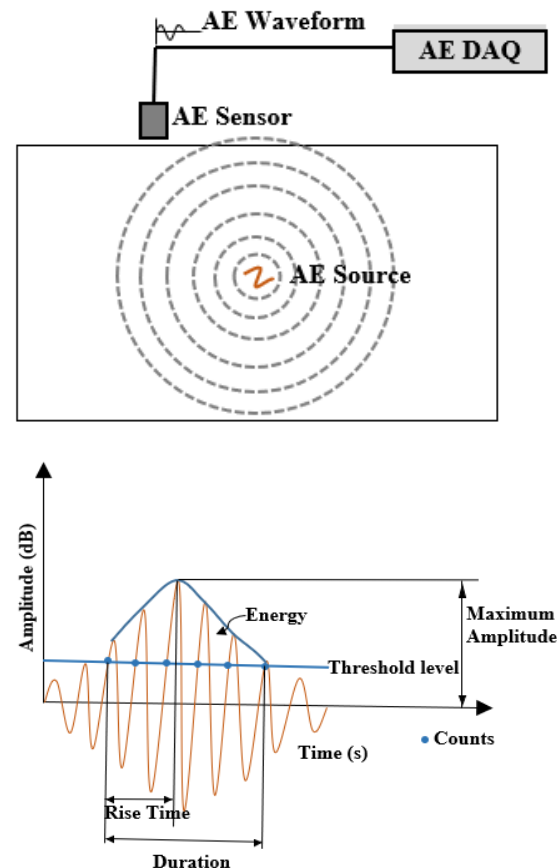 AE Waveform
AE DAQ
AE Sensor
AE Source
Amplitude (dB)
Energy
Maximum
Amplitude
Threshold level
Time (s)
Counts
Rise Time
Duration